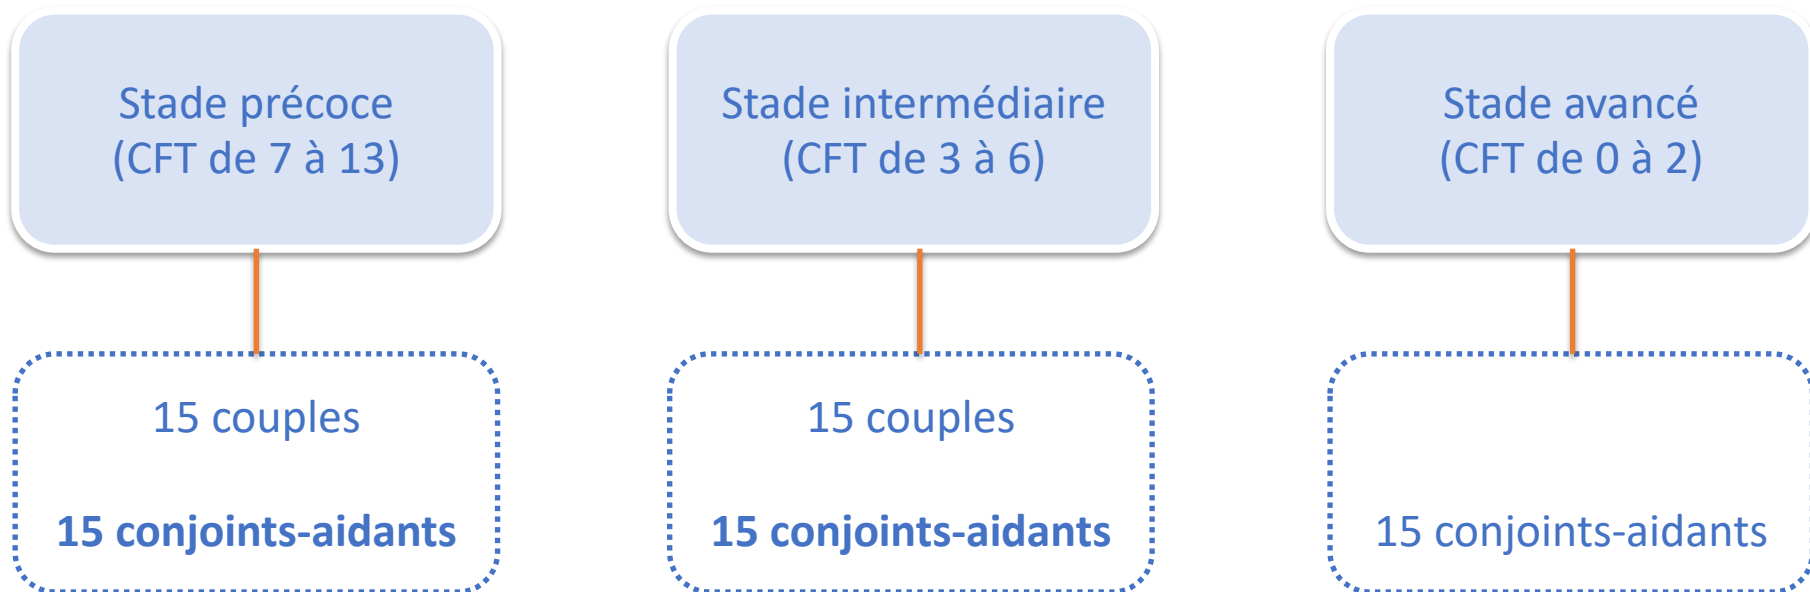 Stade précoce
(CFT de 7 à 13)
Stade intermédiaire
(CFT de 3 à 6)
Stade avancé
(CFT de 0 à 2)
15 couples
15 conjoints-aidants
15 couples
15 conjoints-aidants
15 conjoints-aidants